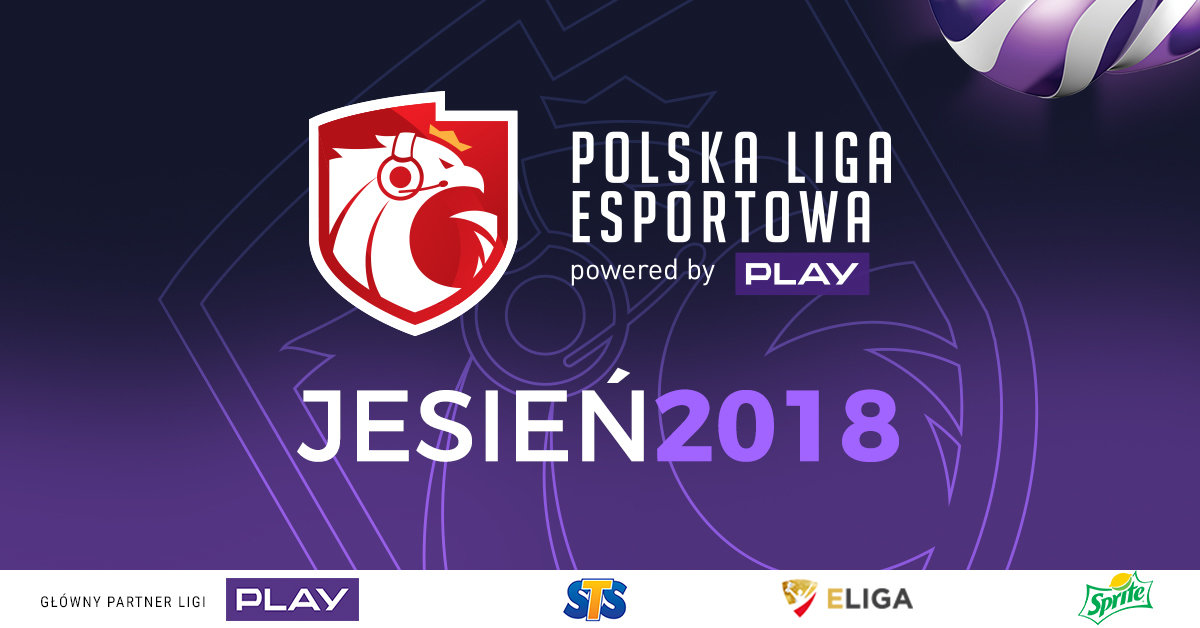 POLSKA LIGA
ESPORTOWA
powered by PLAY
JESIEŃ2018
GŁÓWNY PARTNER LIGI PLAY STS ELIGA Sprite